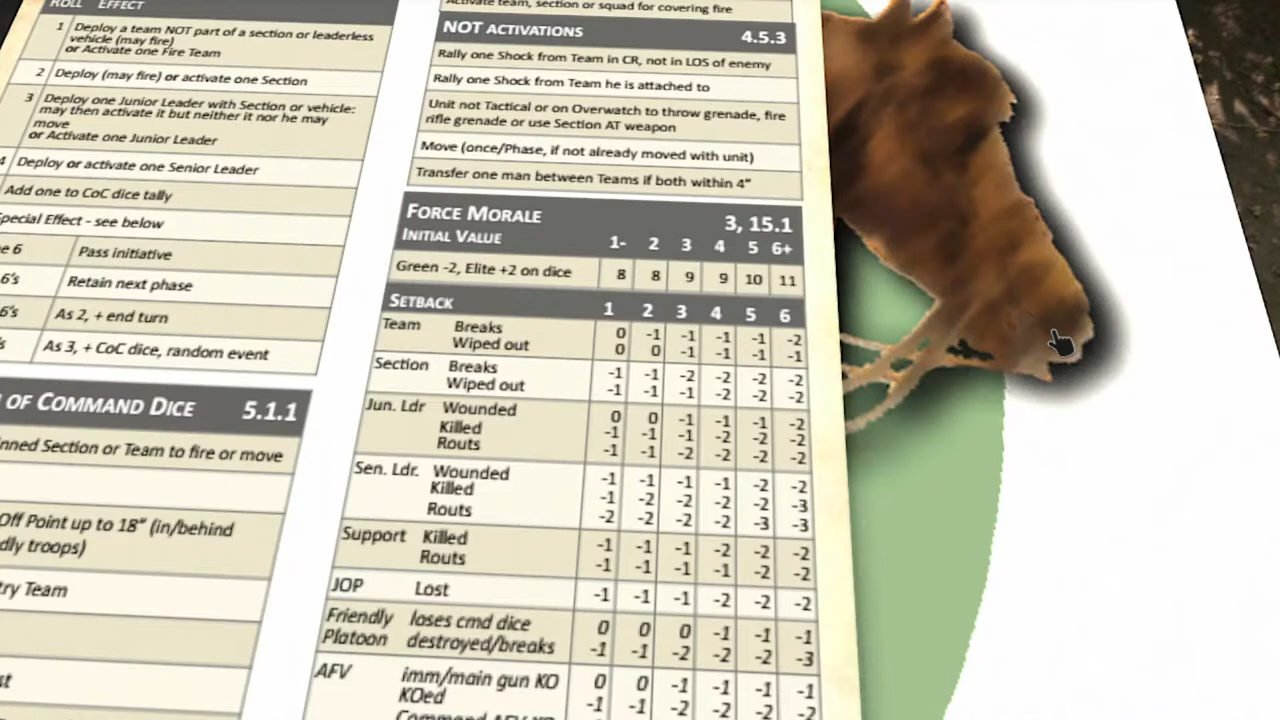 ROLL EFFECT
1 Deploy a team NOT part of a section or leaderless
vehicle (may fire)
or Activate one Fire Team
2 Deploy (may fire) or activate one Section
3 Deploy one Junior Leader with Section or vehicle:
may then activate it but neither it nor he may
move
or Activate one Junior Leader
4 Deploy or activate one Senior Leader
Add one to CoC dice tally
Special Effect - see below
Pass initiative
6's Retain next phase
6's As 2, + end turn
As 3, + CoC dice, random event
OF COMMAND DICE 5.1.1
Section or Team to fire or move
Off Point up to 18" (in/behind
troops)
Team
Activate team, section or squad for covering fire
NOT ACTIVATIONS 4.5.3
Rally one Shock from Team in CR, not in LOS of enemy
Rally one Shock from Team he is attached to
Unit not Tactical or on Overwatch to throw grenade, fire
rifle grenade or use Section AT weapon
Move (once/Phase, if not already moved with unit)
Transfer one man between Teams if both within 4"
FORCE MORALE 3, 15.1
INITIAL VALUE 1- 2 3 4 5 6+
Green -2, Elite +2 on dice 8 8 9 9 10 11
SETBACK 1 2 3 4 5 6
Team Breaks 0 -1 -1 -1 -1 -2
Wiped out 0 0 -1 -1 -1 -1
Section Breaks -1 -1 -2 -2 -2 -2
Wiped out -1 -1 -1 -2 -2 -2
Jun. Ldr Wounded 0 0 -1 -1 -1 -2
Killed -1 -1 -1 -2 -2 -2
Routs -1 -1 -2 -2 -2 -2
Sen. Ldr. Wounded -1 -1 -1 -1 -2 -2
Killed -1 -2 -2 -2 -2 -3
Routs -2 -2 -2 -2 -3 -3
Support Killed -1 -1 -1 -2 -2 -2
Routs -1 -1 -1 -1 -2 -2
JOP Lost -1 -1 -1 -2 -2 -2
Friendly loses cmd dice 0 0 0 -1 -1 -1
Platoon destroyed/breaks -1 -1 -2 -2 -2 -3
AFV imm/main gun KO 0 0 -1 -1 -1 -1
KOed -1 -1 -2 -2 -2 -2